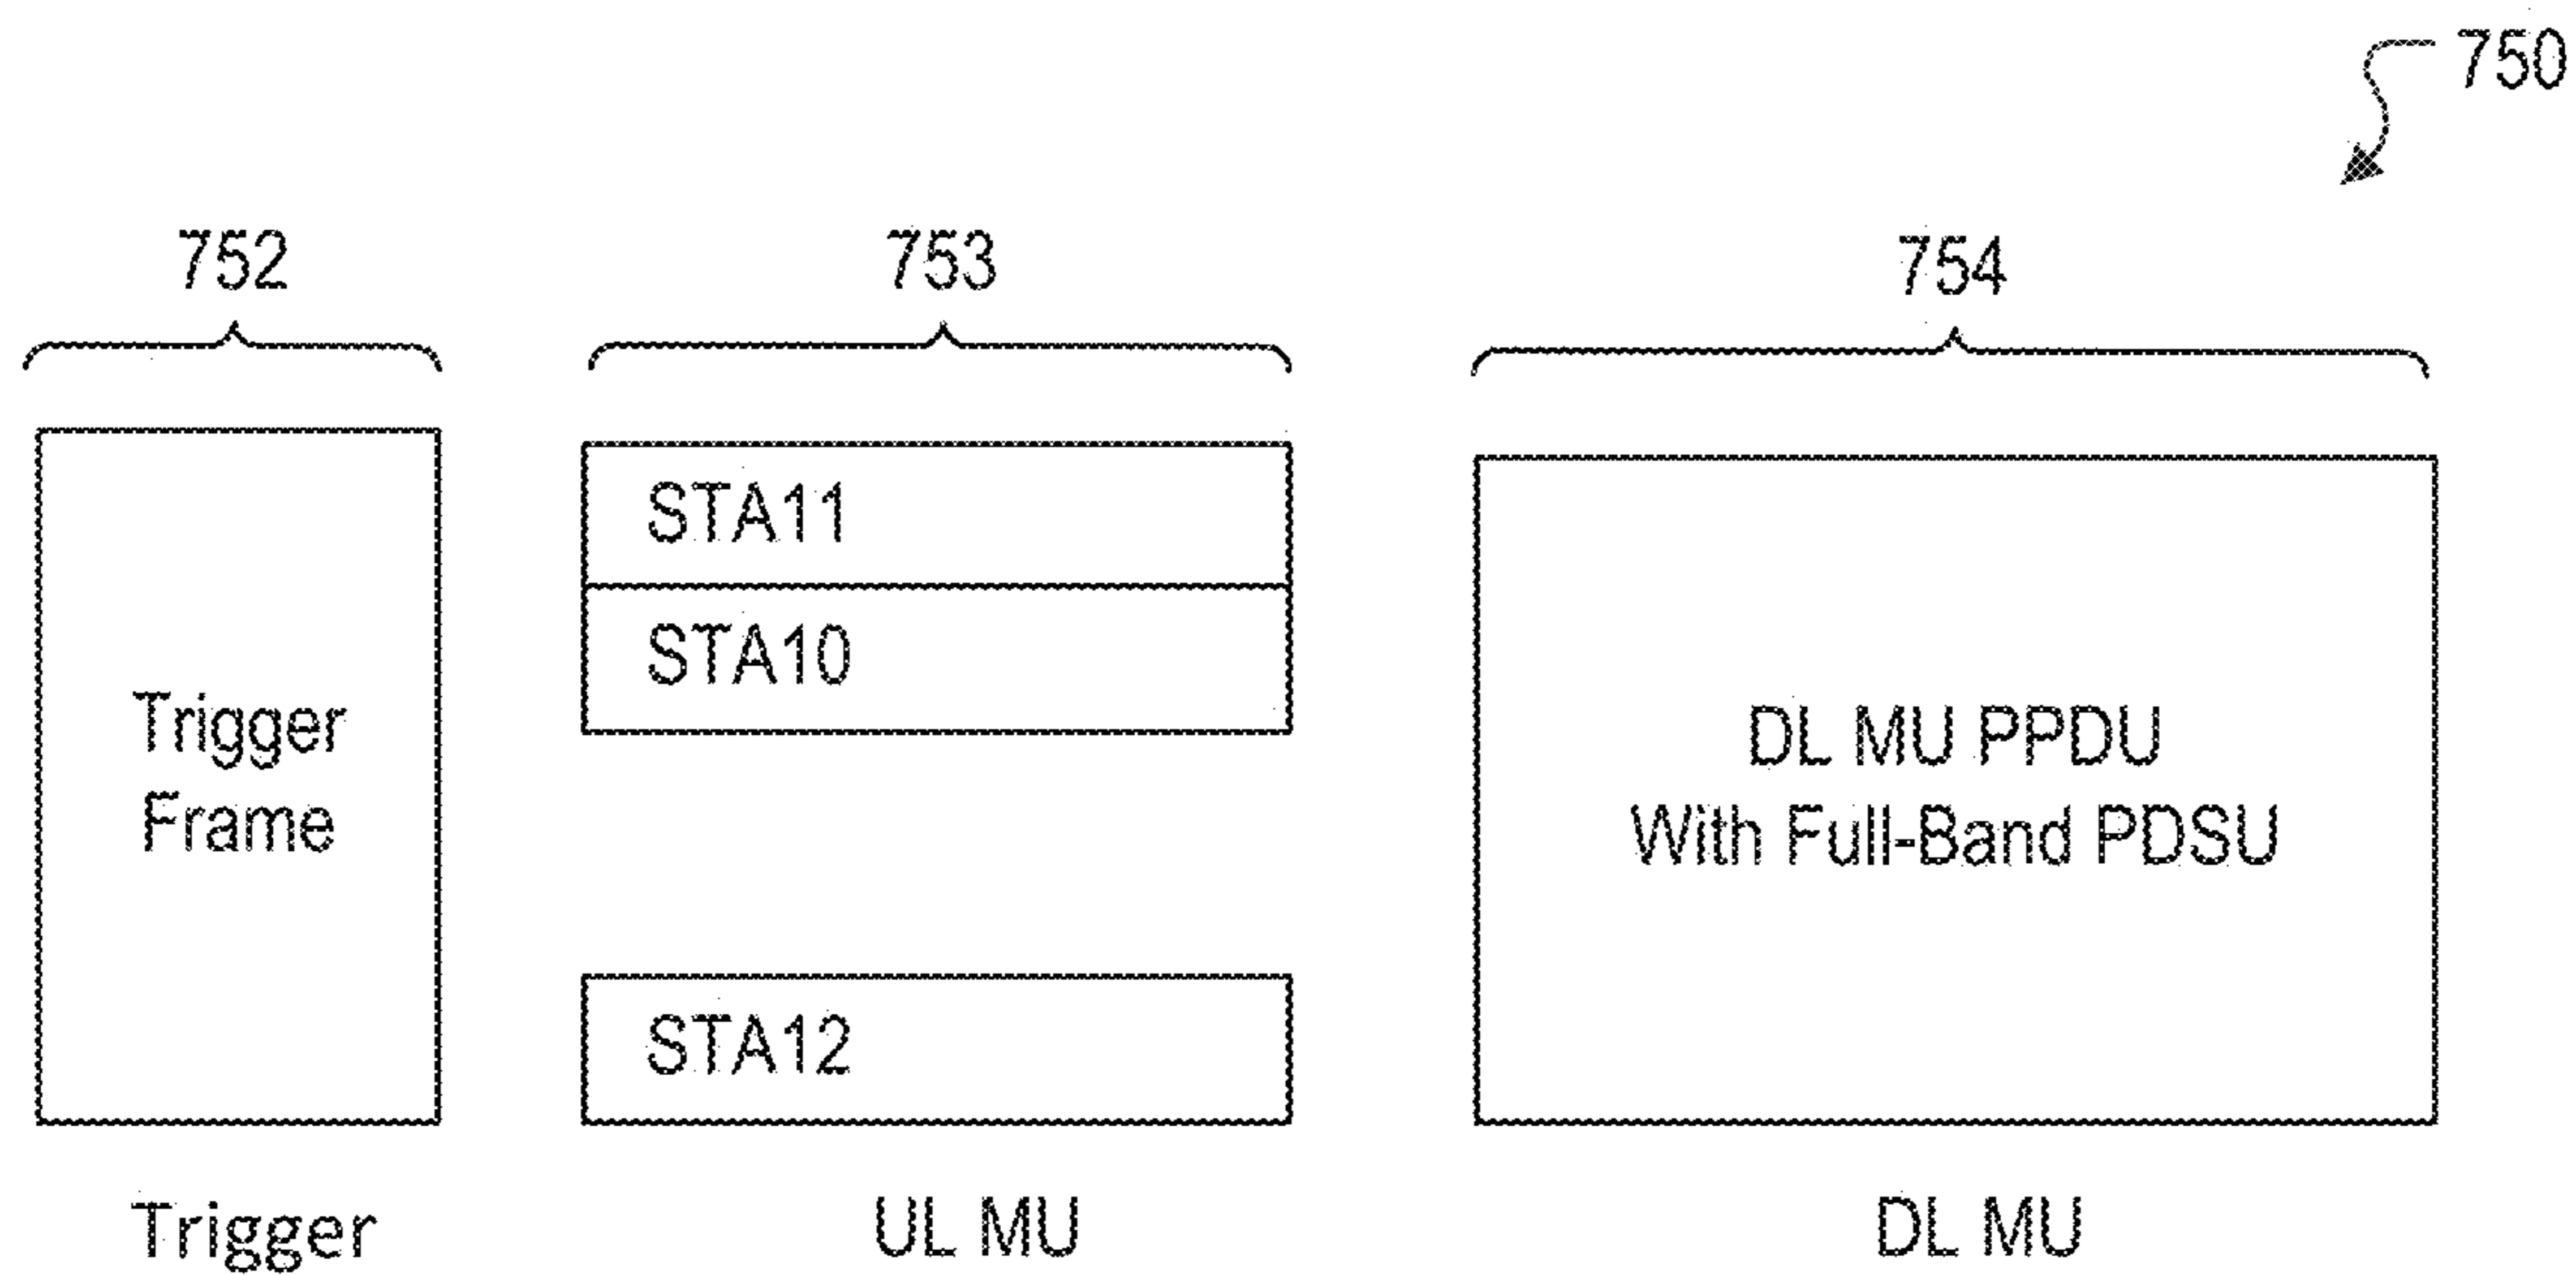 750
752
753
754
STA11
STA10
STA12
Trigger
Frame
DL MU PPDU
With Full-Band PDSU
Trigger
UL MU
DL MU